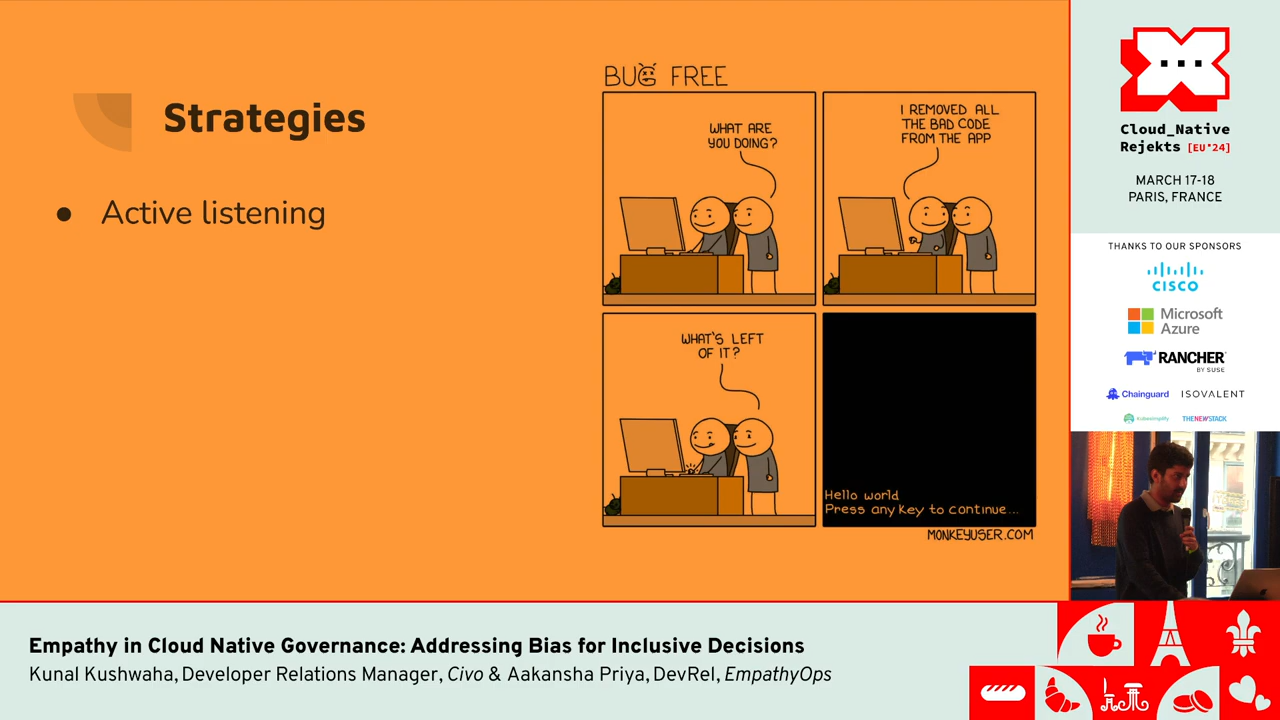 Strategies
● Active listening
BUG FREE
WHAT ARE
YOU DOING?
I REMOVED ALL
THE BAD CODE
FROM THE APP
WHAT'S LEFT
OF IT?
Hello world
Press any key to continue...
MONKEYUSER.COM
Cloud_Native
Rejekts [EU'24]
MARCH 17-18
PARIS, FRANCE
THANKS TO OUR SPONSORS
CISCO
Microsoft
Azure
RANCHER
BY SUSE
Chainguard ISOVALENT
Kubesimplify THENEWSTACK
Empathy in Cloud Native Governance: Addressing Bias for Inclusive Decisions
Kunal Kushwaha, Developer Relations Manager, Civo & Aakansha Priya, DevRel, EmpathyOps